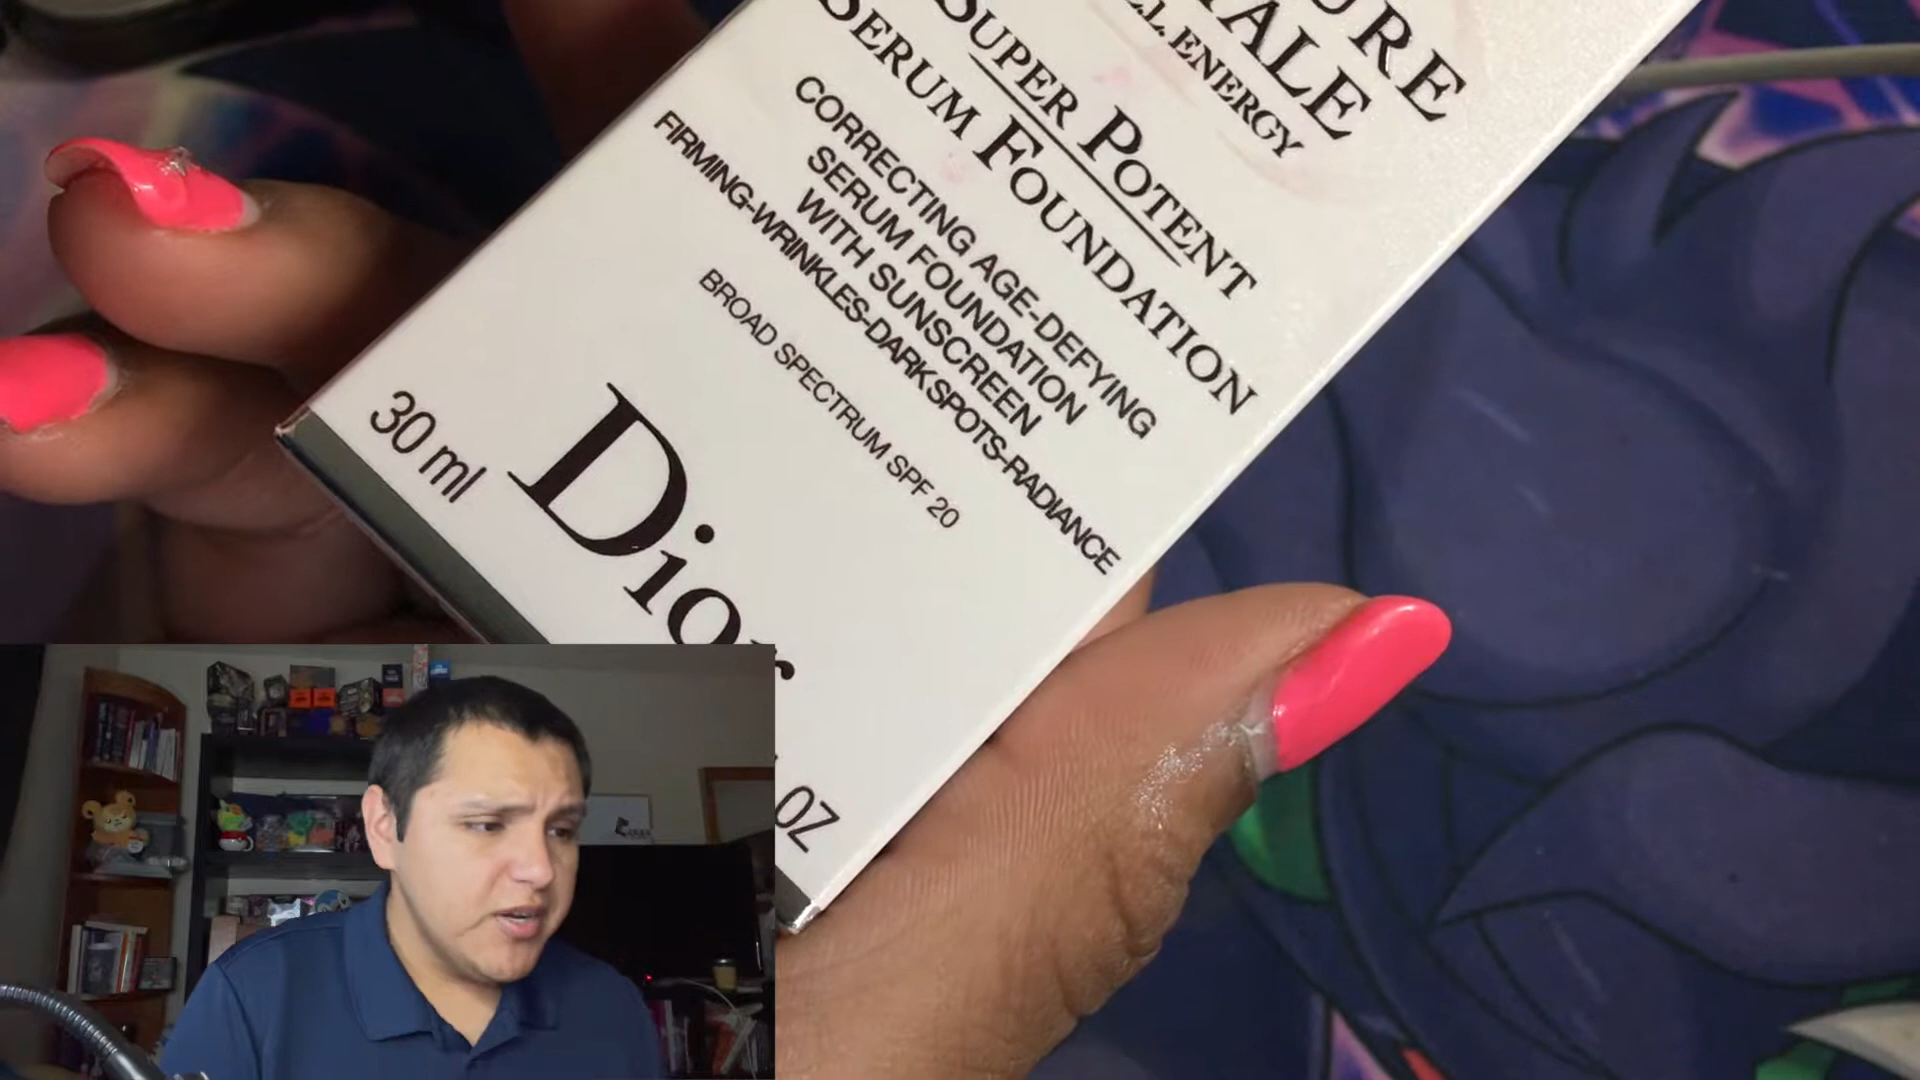 SUPER POTENT
SERUM FOUNDATION
CORRECTING AGE-DEFYING
SERUM FOUNDATION
WITH SUNSCREEN
FIRMING-WRINKLES-DARK SPOTS-RADIANCE
BROAD SPECTRUM SPF 20
Dior
30 ml
OZ